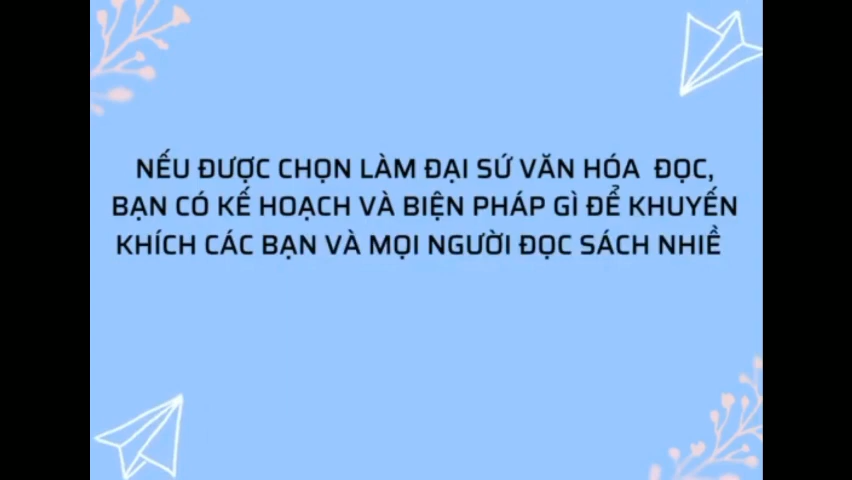 NẾU ĐƯỢC CHỌN LÀM ĐẠI SỨ VĂN HÓA ĐỌC,
BẠN CÓ KẾ HOẠCH VÀ BIỆN PHÁP GÌ ĐỂ KHUYẾN
KHÍCH CÁC BẠN VÀ MỌI NGƯỜI ĐỌC SÁCH NHIỀ